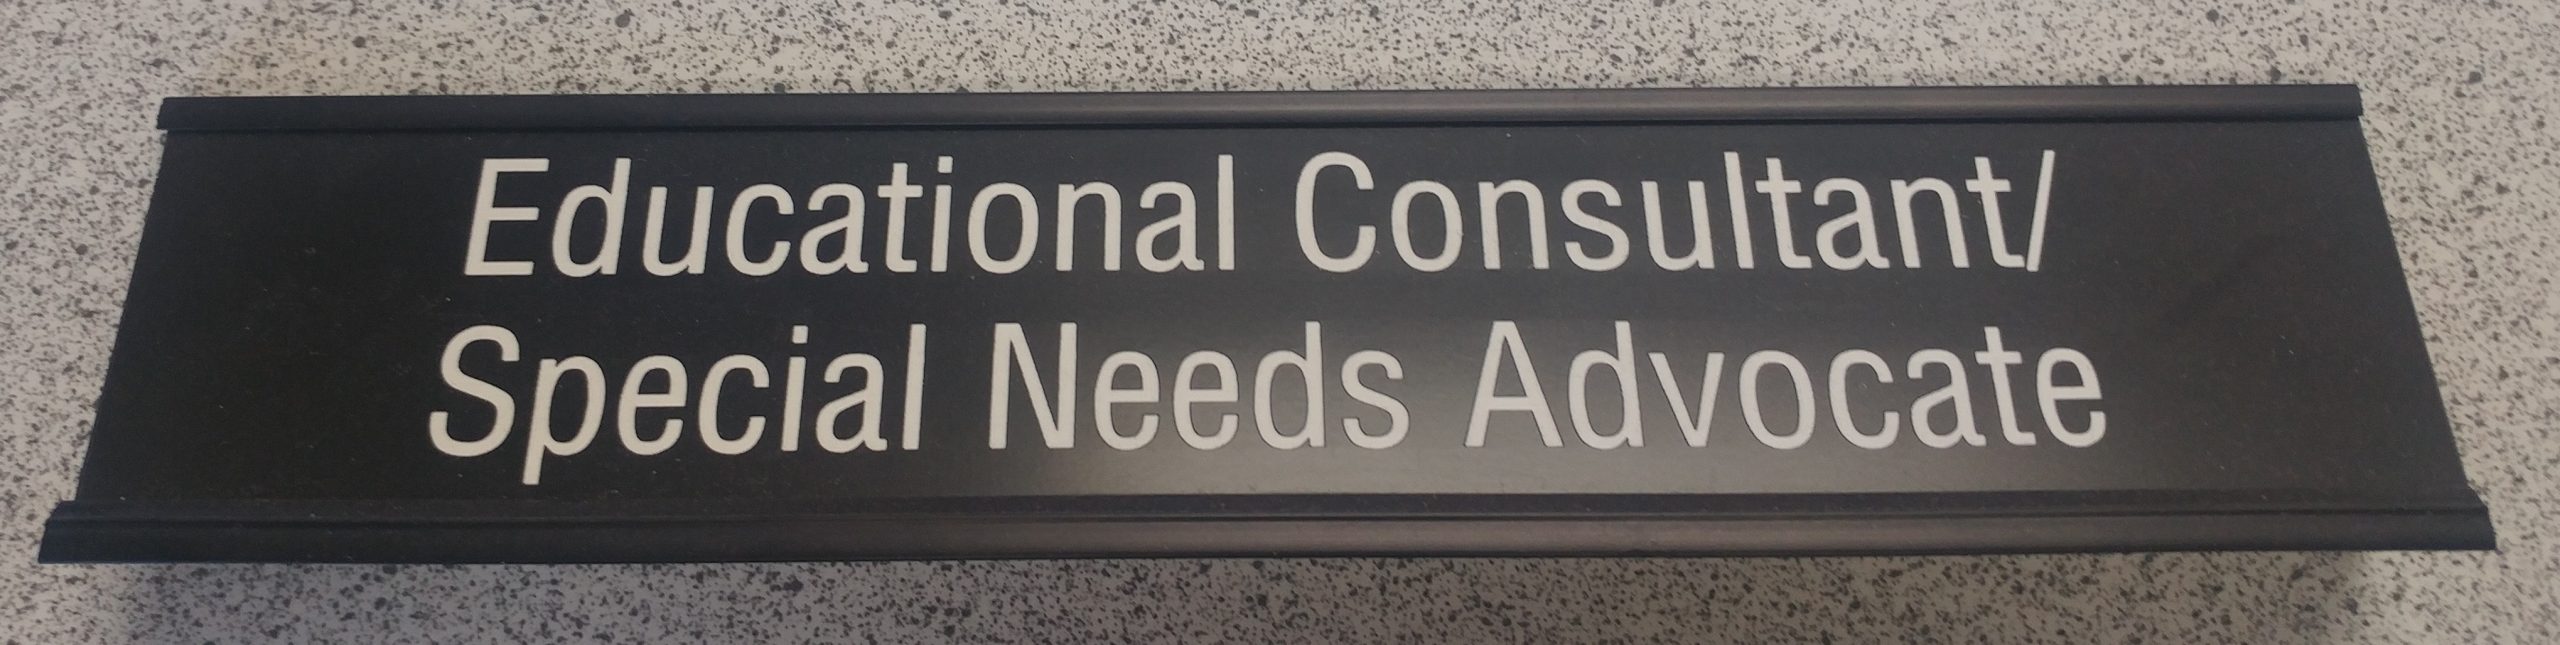 Educational Consultant/
Special Needs Advocate